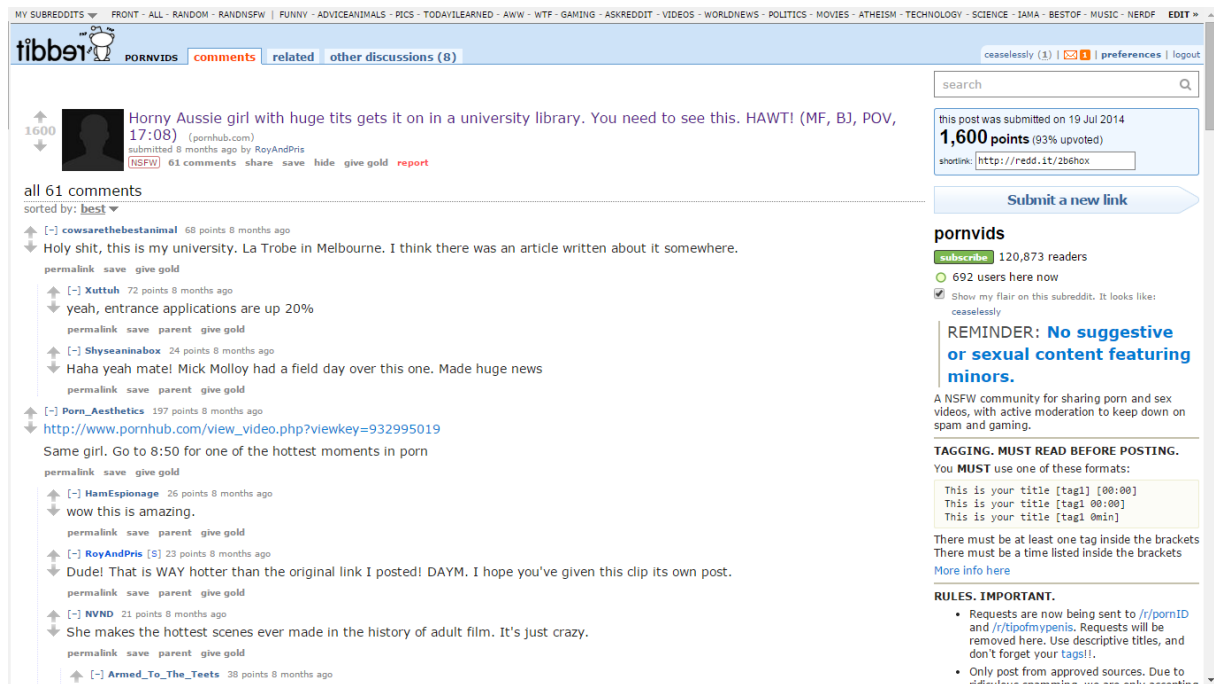 MY SUBREDDITS FRONT - ALL - RANDOM - RANDNSFW | FUNNY - ADVICEANIMALS - PICS - TODAYILEARNED - AWW - WTF - GAMING - ASKREDDIT - VIDEOS - WORLDNEWS - POLITICS - MOVIES - ATHEISM - TECHNOLOGY - SCIENCE - IAMA - BESTOF - MUSIC - NERDF EDIT »
reddit PORNVIDS comments related other discussions (8)
ceaselessly (1) | 1 | preferences | logout
1600
Horny Aussie girl with huge tits gets it on in a university library. You need to see this. HAWT! (MF, BJ, POV,
17:08) (pornhub.com)
submitted 8 months ago by RoyAndPris
NSFW 61 comments share save hide give gold report
all 61 comments
sorted by: best
[-] cowsarethebestanimal 68 points 8 months ago
Holy shit, this is my university. La Trobe in Melbourne. I think there was an article written about it somewhere.
permalink save give gold
[-] Xuttuh 72 points 8 months ago
yeah, entrance applications are up 20%
permalink save parent give gold
[-] Shyseaninabox 24 points 8 months ago
Haha yeah mate! Mick Molloy had a field day over this one. Made huge news
permalink save parent give gold
[-] Porn_Aesthetics 197 points 8 months ago
http://www.pornhub.com/view_video.php?viewkey=932995019
Same girl. Go to 8:50 for one of the hottest moments in porn
permalink save give gold
[-] HamEspionage 26 points 8 months ago
wow this is amazing.
permalink save parent give gold
[-] RoyAndPris [S] 23 points 8 months ago
Dude! That is WAY hotter than the original link I posted! DAYM. I hope you've given this clip its own post.
permalink save parent give gold
[-] NVND 21 points 8 months ago
She makes the hottest scenes ever made in the history of adult film. It's just crazy.
permalink save parent give gold
[-] Armed_To_The_Teets 38 points 8 months ago
search
this post was submitted on 19 Jul 2014
1,600 points (93% upvoted)
shortlink: http://redd.it/2b6hox
Submit a new link
pornvids
subscribe 120,873 readers
692 users here now
Show my flair on this subreddit. It looks like:
ceaselessly
REMINDER: No suggestive
or sexual content featuring
minors.
A NSFW community for sharing porn and sex
videos, with active moderation to keep down on
spam and gaming.
TAGGING. MUST READ BEFORE POSTING.
You MUST use one of these formats:
This is your title [tag1] [00:00]
This is your title [tag1 00:00]
This is your title [tag1 0min]
There must be at least one tag inside the brackets
There must be a time listed inside the brackets
More info here
RULES. IMPORTANT.
• Requests are now being sent to /r/pornID
and /r/tipofmypenis. Requests will be
removed here. Use descriptive titles, and
don't forget your tags!!.
• Only post from approved sources. Due to
ridiculous spamming, we are only accepting